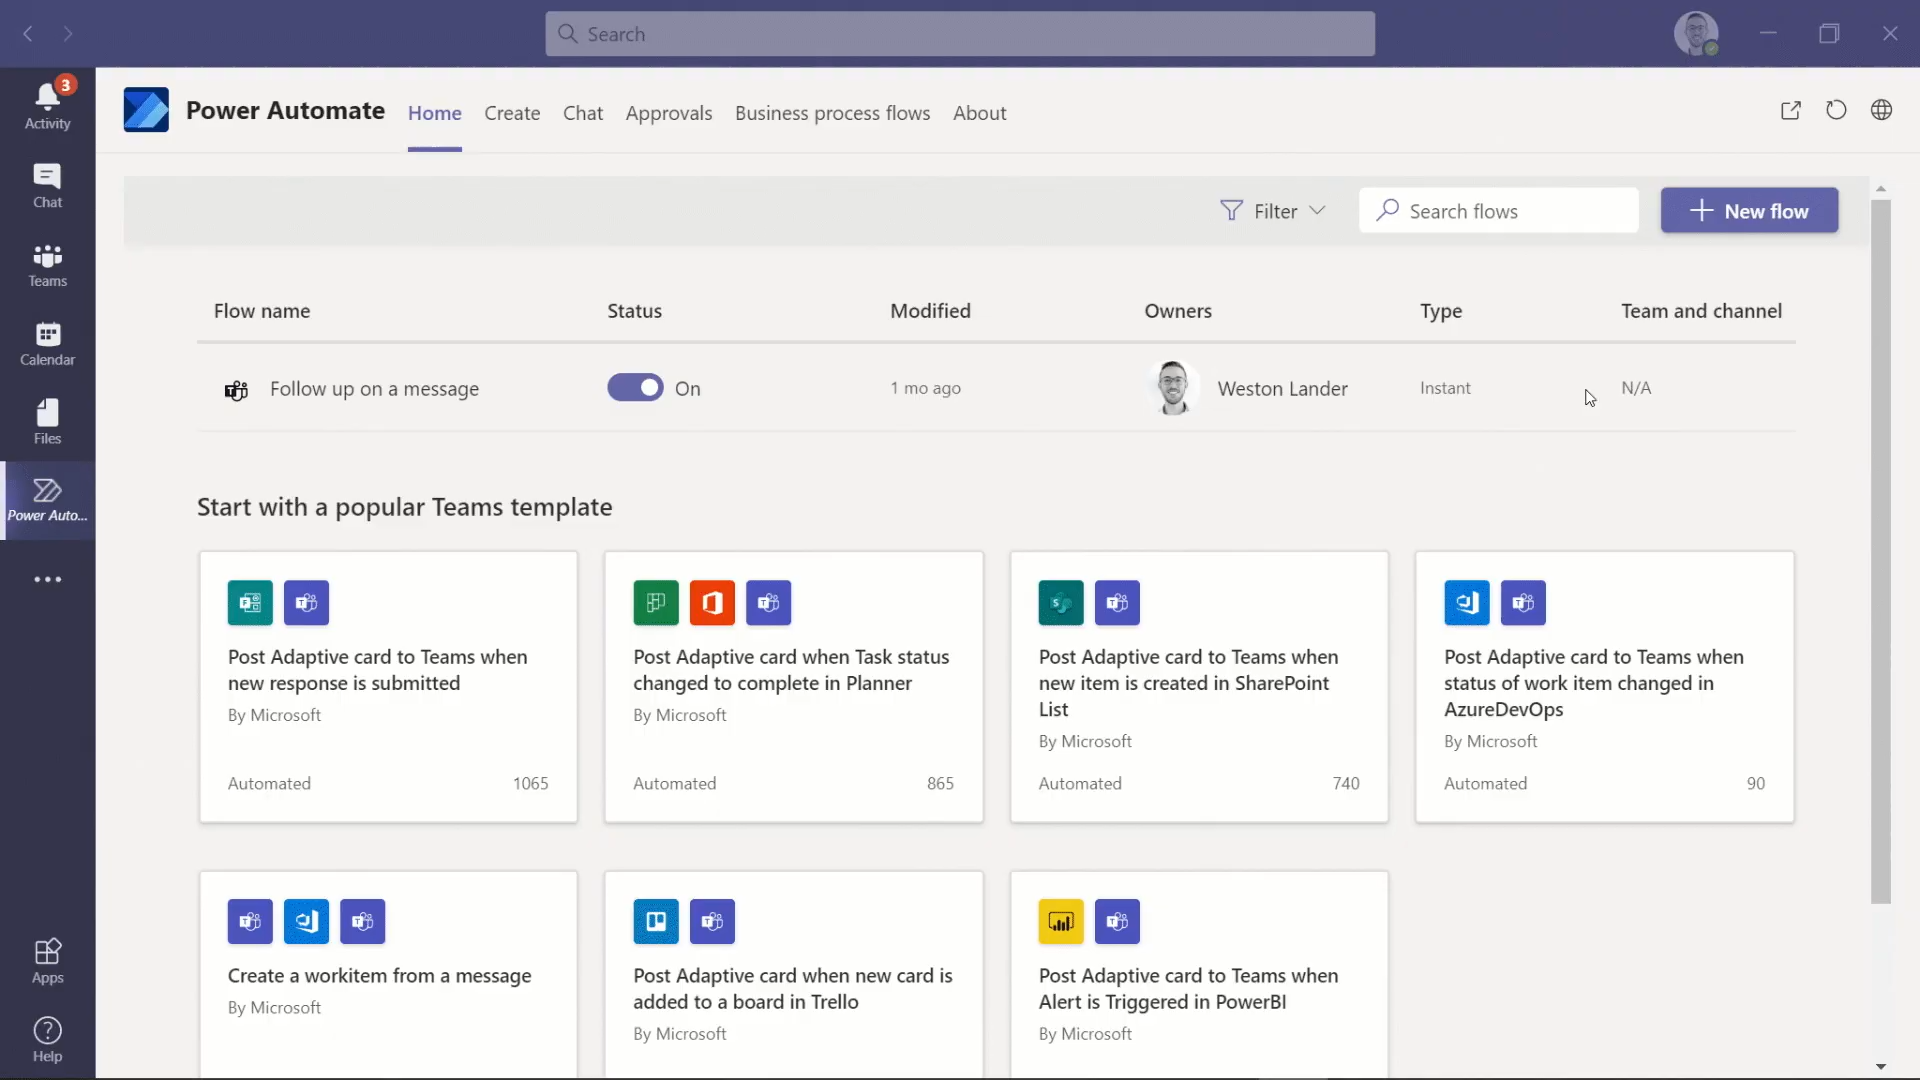 Search
3
Activity
Chat
Teams
Calendar
Files
Power Auto...
Apps
Help
Power Automate
Home
Create
Chat
Approvals
Business process flows
About
Filter
Search flows
New flow
Flow name
Status
Modified
Owners
Type
Team and channel
Follow up on a message
On
1 mo ago
Weston Lander
Instant
N/A
Start with a popular Teams template
Post Adaptive card to Teams when
new response is submitted
By Microsoft
Automated
1065
Post Adaptive card when Task status
changed to complete in Planner
By Microsoft
Automated
865
Post Adaptive card to Teams when
new item is created in SharePoint
List
By Microsoft
Automated
740
Post Adaptive card to Teams when
status of work item changed in
AzureDevOps
By Microsoft
Automated
90
Create a workitem from a message
By Microsoft
Post Adaptive card when new card is
added to a board in Trello
By Microsoft
Post Adaptive card to Teams when
Alert is Triggered in PowerBI
By Microsoft